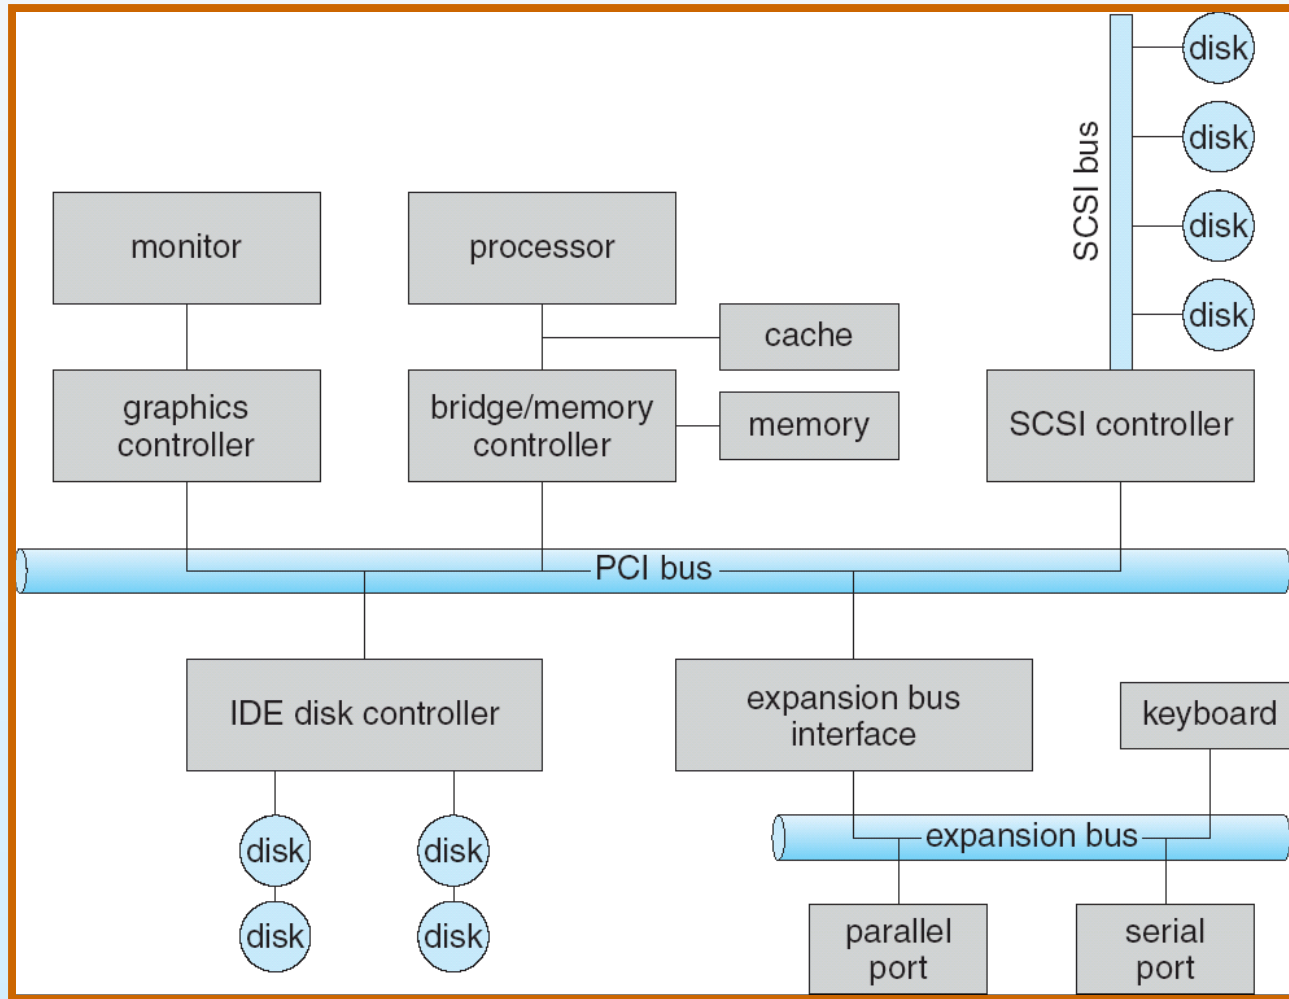 disk
disk
disk
disk
SCSI bus
monitor
processor
cache
graphics
controller
bridge/memory
controller
memory
SCSI controller
PCI bus
IDE disk controller
expansion bus
interface
keyboard
disk
disk
disk
disk
expansion bus
parallel
port
serial
port